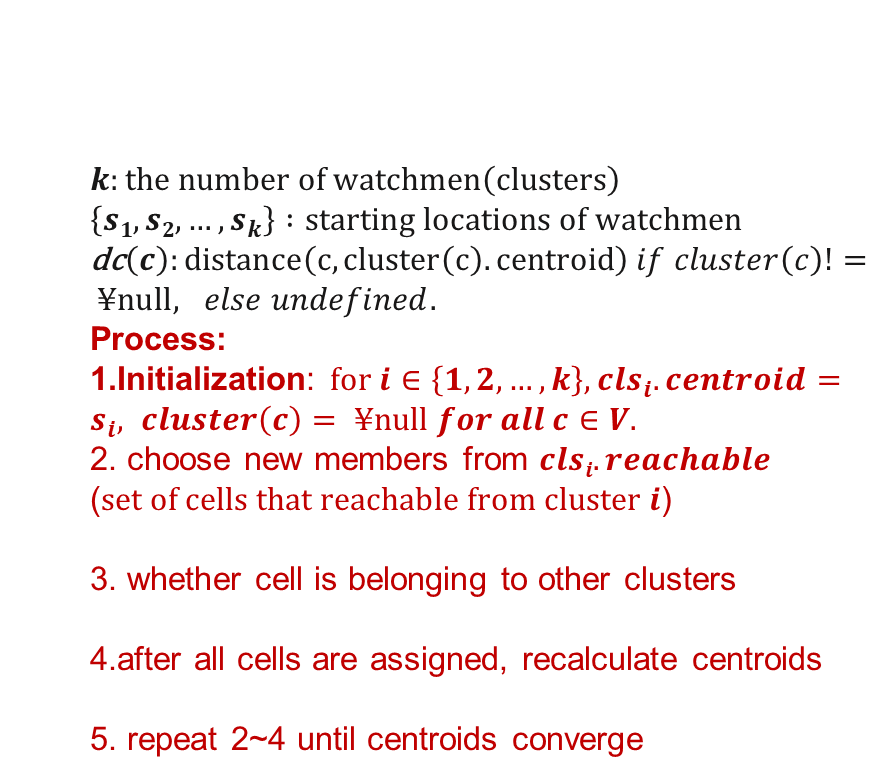 k: the number of watchmen(clusters)
{s₁, s₂, … , sₖ} : starting locations of watchmen
dc(c): distance(c, cluster(c). centroid) if cluster(c)! =
¥null, else undefined.
Process:
1.Initialization: for i ∈ {1, 2, … , k}, clsᵢ. centroid =
sᵢ, cluster(c) = ¥null for all c ∈ V.
2. choose new members from clsᵢ. reachable
(set of cells that reachable from cluster i)
3. whether cell is belonging to other clusters
4.after all cells are assigned, recalculate centroids
5. repeat 2~4 until centroids converge